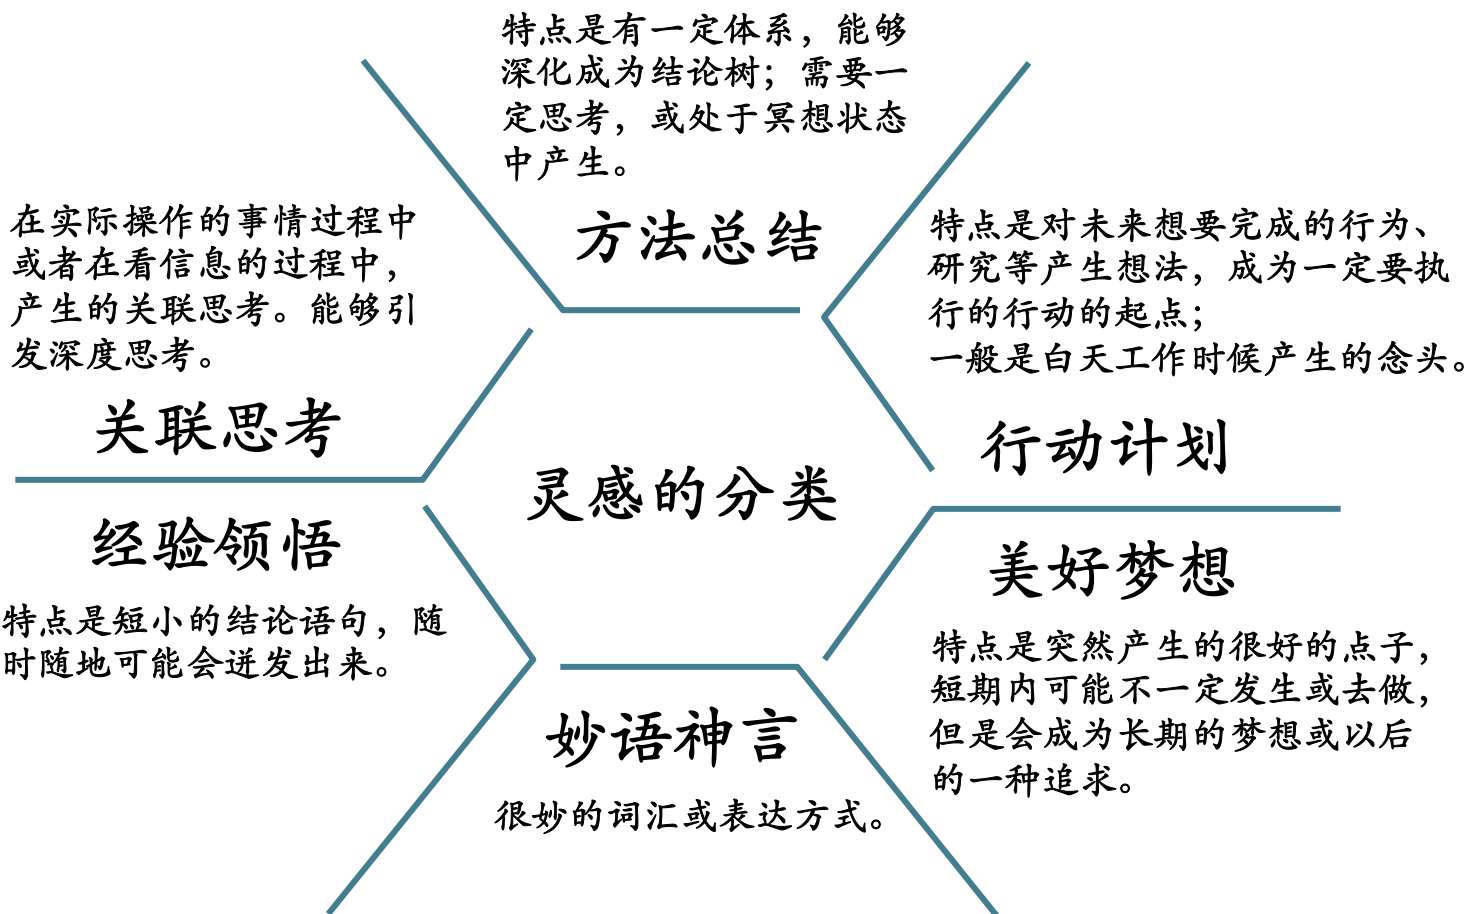 特点是有一定体系，能够
深化成为结论树；需要一
定思考，或处于冥想状态
中产生。
方法总结
在实际操作的事情过程中
或者在看信息的过程中，
产生的关联思考。能够引
发深度思考。
关联思考
特点是对未来想要完成的行为、
研究等产生想法，成为一定要执
行的行动的起点；
一般是白天工作时候产生的念头。
行动计划
灵感的分类
经验领悟
特点是短小的结论语句，随
时随地可能会迸发出来。
美好梦想
特点是突然产生的很好的点子，
短期内可能不一定发生或去做，
但是会成为长期的梦想或以后
的一种追求。
妙语神言
很妙的词汇或表达方式。